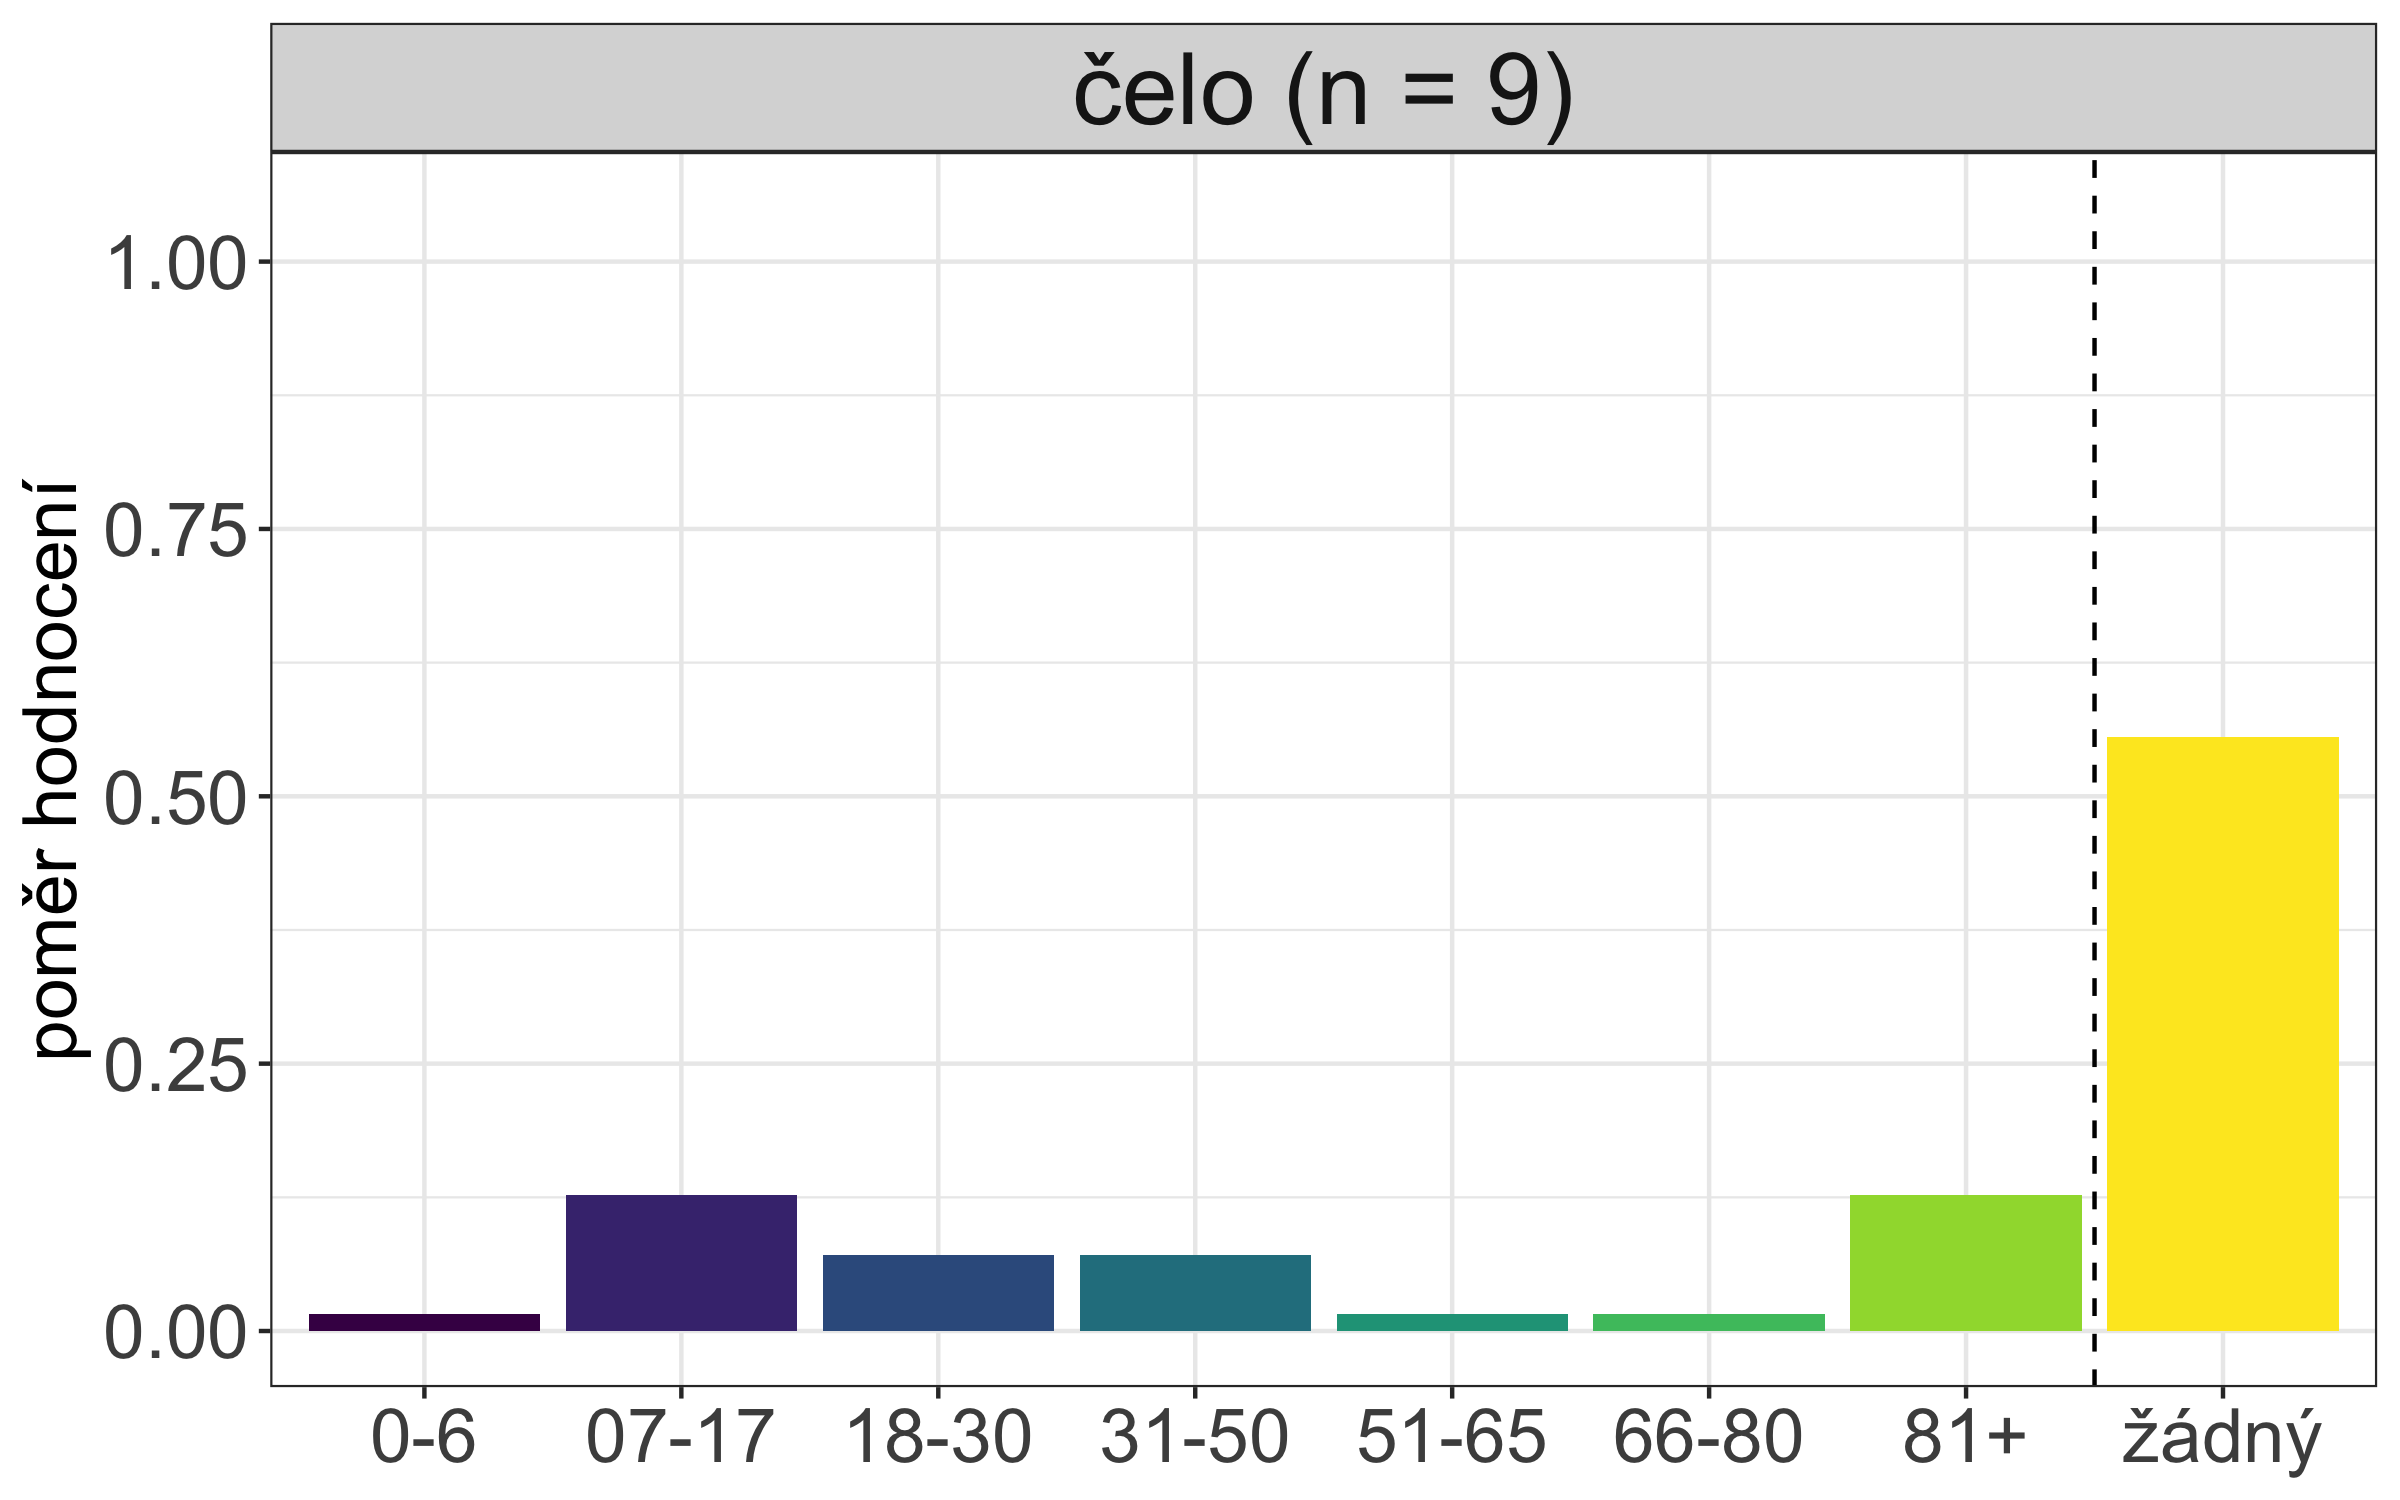 čelo (n = 9)
poměr hodnocení
1.00
0.75
0.50
0.25
0.00
0-6 07-17 18-30 31-50 51-65 66-80 81+ žádný